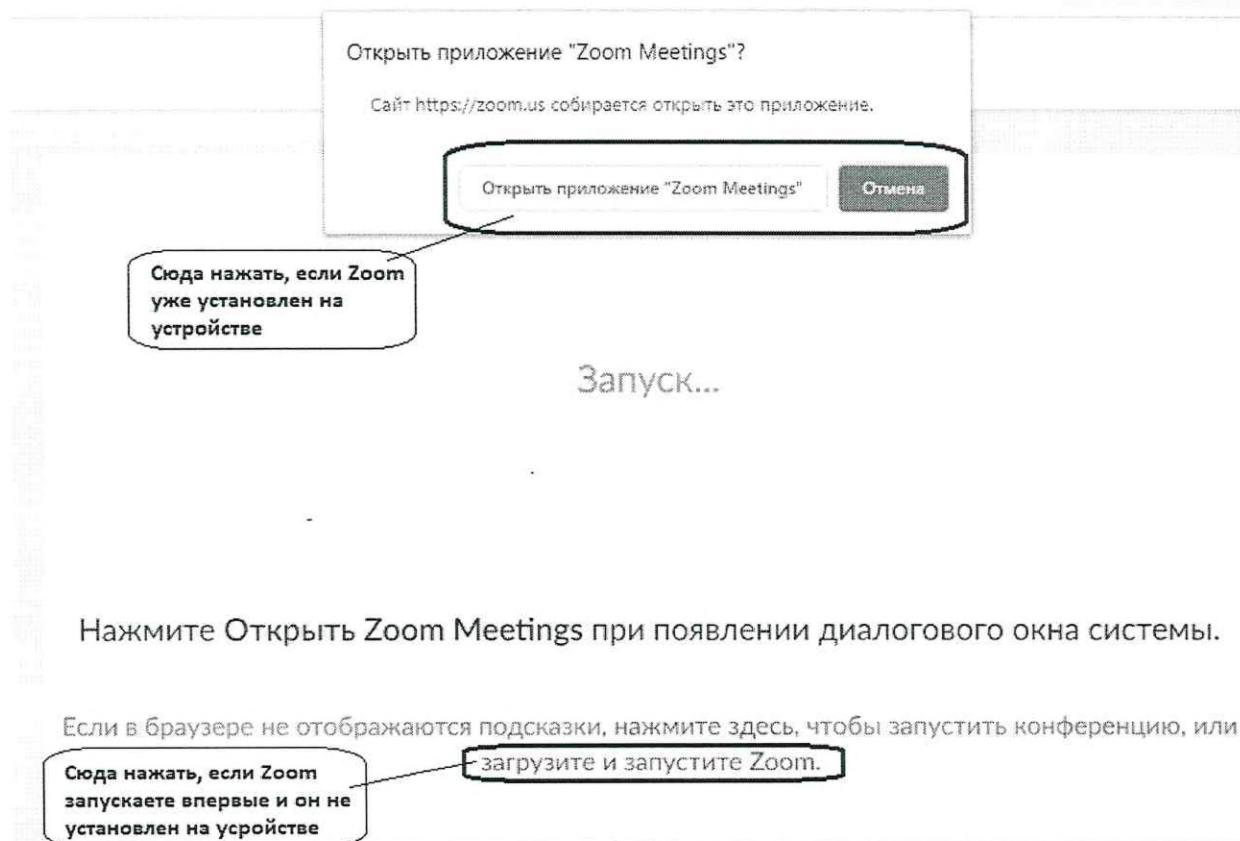 Открыть приложение "Zoom Meetings"?
Сайт https://zoom.us собирается открыть это приложение.
Открыть приложение "Zoom Meetings"
Отмена
Сюда нажать, если Zoom
уже установлен на
устройстве
Запуск...
Нажмите Открыть Zoom Meetings при появлении диалогового окна системы.
Если в браузере не отображаются подсказки, нажмите здесь, чтобы запустить конференцию, или
загрузите и запустите Zoom.
Сюда нажать, если Zoom
запускаете впервые и он не
установлен на усройстве